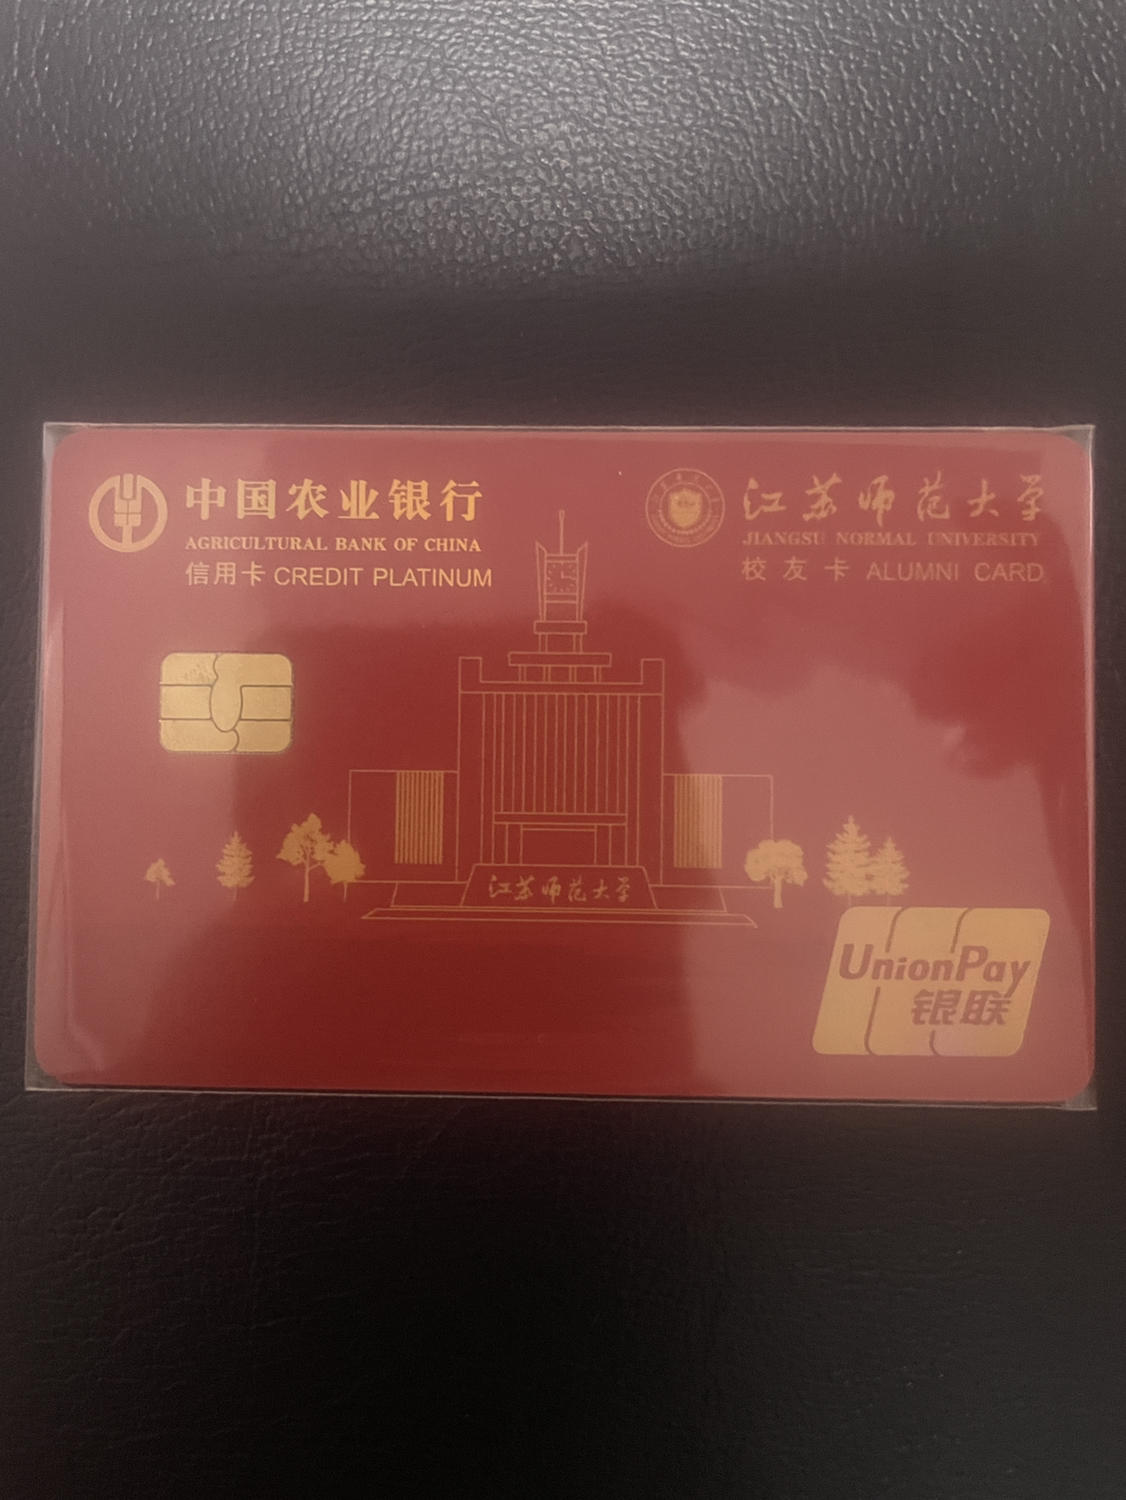 中国农业银行
AGRICULTURAL BANK OF CHINA
信用卡 CREDIT PLATINUM
江苏师范大学
JIANGSU NORMAL UNIVERSITY
校友卡 ALUMNI CARD
江苏师范大学
UnionPay
银联